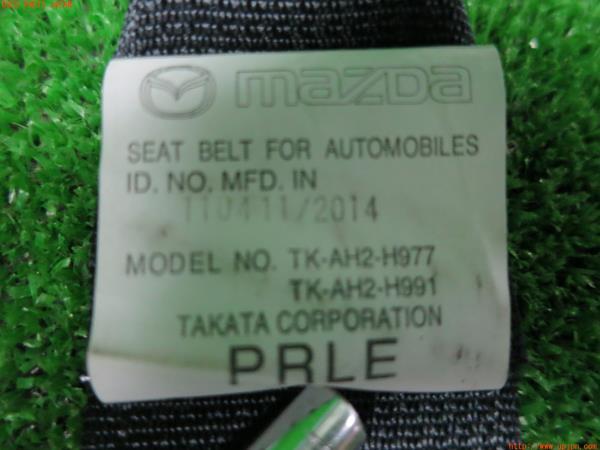 mazda
SEAT BELT FOR AUTOMOBILES
ID. NO. MFD. IN
110411/2014
MODEL NO. TK-AH2-H977
TK-AH2-H991
TAKATA CORPORATION
PRLE